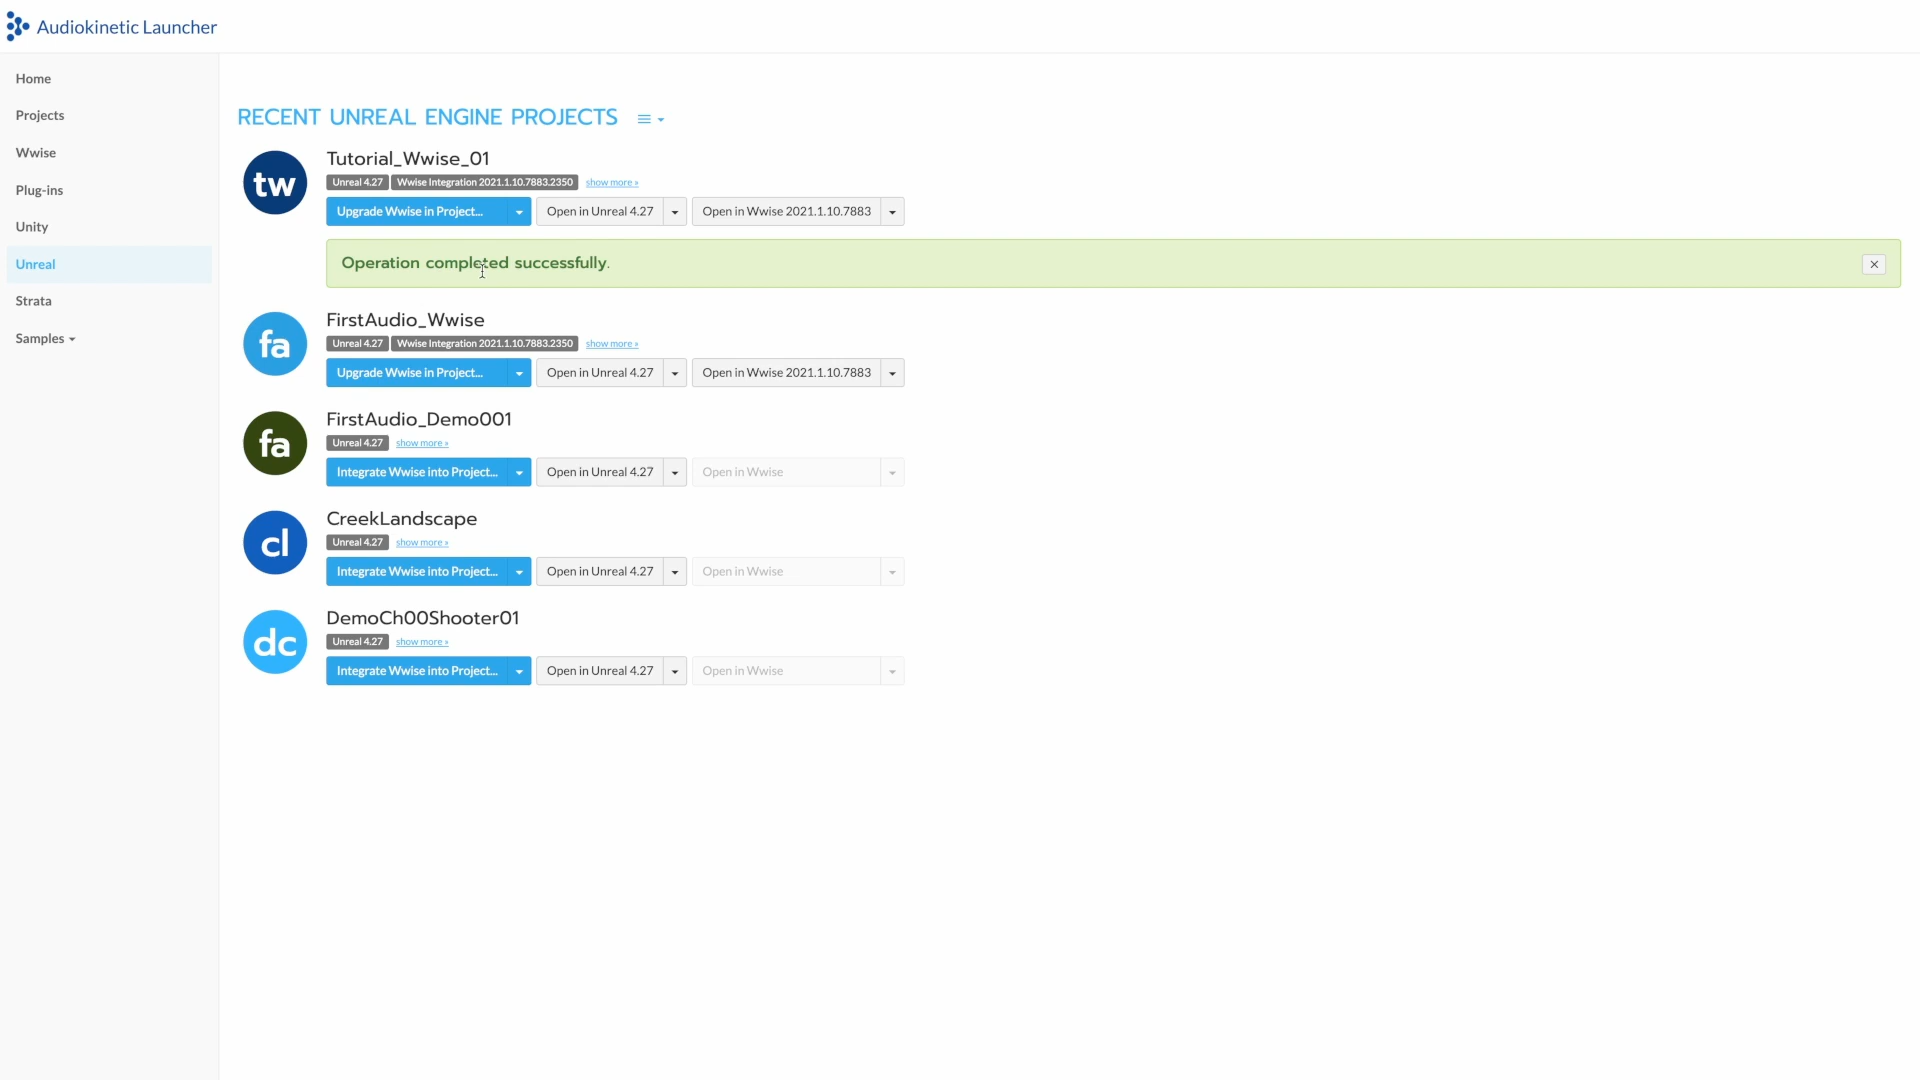 Audiokinetic Launcher
Home
Projects
Wwise
Plug-ins
Unity
Unreal
Strata
Samples
RECENT UNREAL ENGINE PROJECTS
tw
Tutorial_Wwise_01
Unreal 4.27 Wwise Integration 2021.1.10.7883.2350 show more »
Upgrade Wwise in Project... Open in Unreal 4.27 Open in Wwise 2021.1.10.7883
Operation completed successfully.
fa
FirstAudio_Wwise
Unreal 4.27 Wwise Integration 2021.1.10.7883.2350 show more »
Upgrade Wwise in Project... Open in Unreal 4.27 Open in Wwise 2021.1.10.7883
fa
FirstAudio_Demo001
Unreal 4.27 show more »
Integrate Wwise into Project... Open in Unreal 4.27 Open in Wwise
cl
CreekLandscape
Unreal 4.27 show more »
Integrate Wwise into Project... Open in Unreal 4.27 Open in Wwise
dc
DemoCh00Shooter01
Unreal 4.27 show more »
Integrate Wwise into Project... Open in Unreal 4.27 Open in Wwise